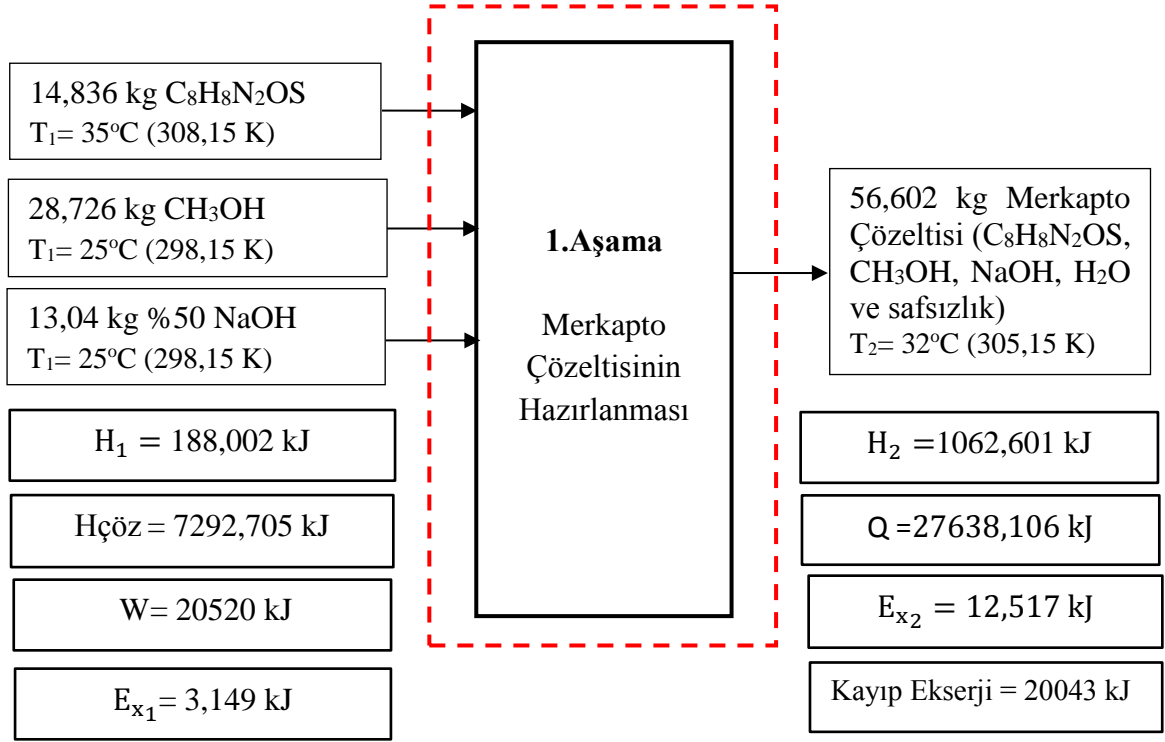 14,836 kg C₈H₈N₂OS
T₁= 35ᵒC (308,15 K)
28,726 kg CH₃OH
T₁= 25ᵒC (298,15 K)
13,04 kg %50 NaOH
T₁= 25ᵒC (298,15 K)
H₁ = 188,002 kJ
Hçöz = 7292,705 kJ
W= 20520 kJ
Eₓ₁= 3,149 kJ
1.Aşama
Merkapto
Çözeltisinin
Hazırlanması
56,602 kg Merkapto
Çözeltisi (C₈H₈N₂OS,
CH₃OH, NaOH, H₂O
ve safsızlık)
T₂= 32ᵒC (305,15 K)
H₂ =1062,601 kJ
Q =27638,106 kJ
Eₓ₂ = 12,517 kJ
Kayıp Ekserji = 20043 kJ